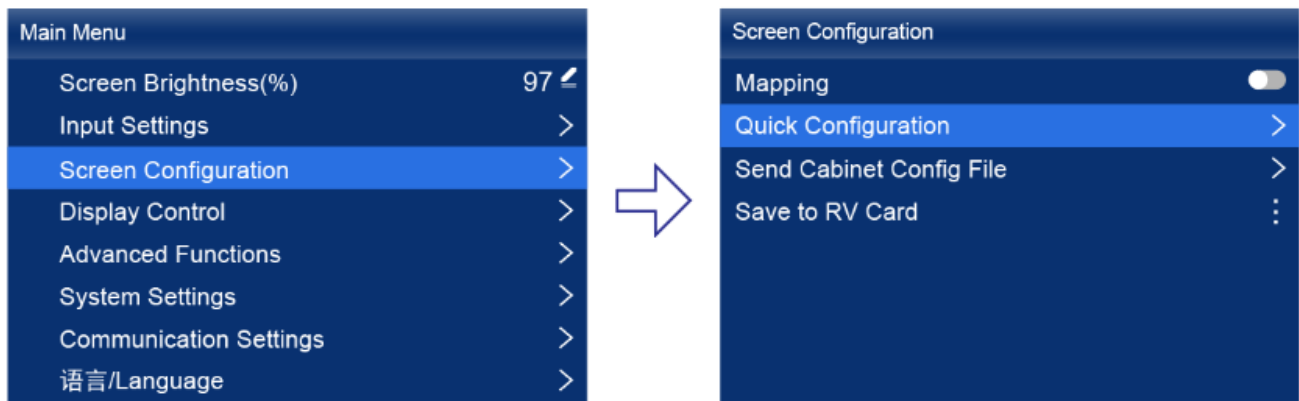 Main Menu
Screen Brightness(%) 97
Input Settings
Screen Configuration
Display Control
Advanced Functions
System Settings
Communication Settings
语言/Language
Screen Configuration
Mapping
Quick Configuration
Send Cabinet Config File
Save to RV Card